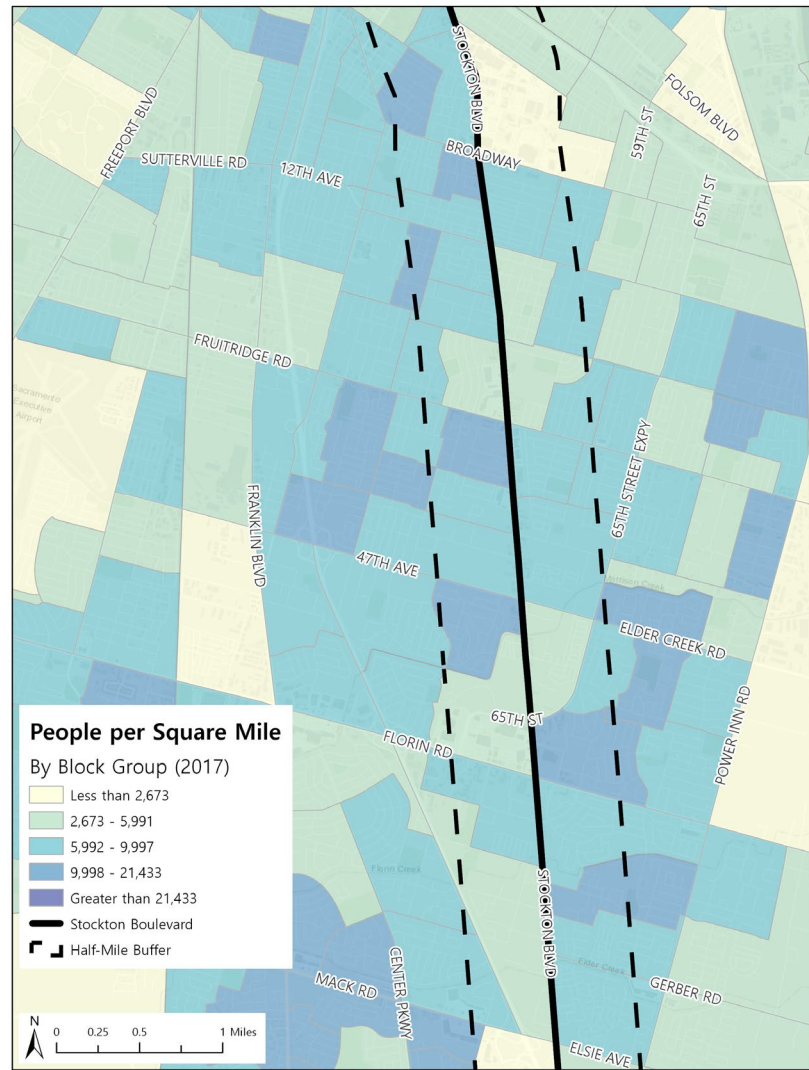 STOCKTON BLVD
FOLSOM BLVD
FREEPORT BLVD
59TH ST
BROADWAY
SUTTERVILLE RD
12TH AVE
65TH ST
FRUITRIDGE RD
Sacramento
Executive
Airport
65TH STREET EXPY
FRANKLIN BLVD
47TH AVE
Morrison Creek
ELDER CREEK RD
POWER INN RD
65TH ST
FLORIN RD
People per Square Mile
By Block Group (2017)
Less than 2,673
2,673 - 5,991
5,992 - 9,997
9,998 - 21,433
Greater than 21,433
Stockton Boulevard
Half-Mile Buffer
Florin Creek
STOCKTON BLVD
CENTER PKWY
Elder Creek
MACK RD
GERBER RD
ELSIE AVE
N
0 0.25 0.5 1 Miles